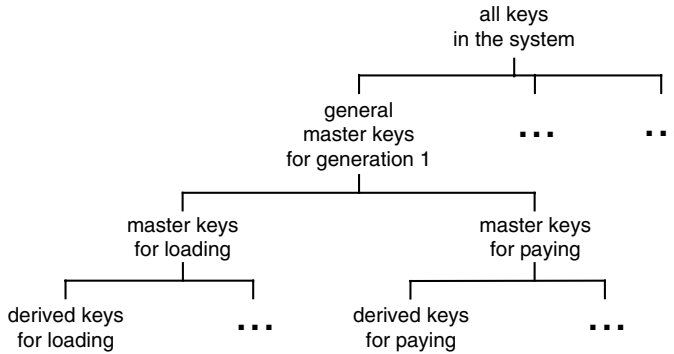 all keys
in the system
general
master keys
for generation 1
...
..
master keys
for loading
master keys
for paying
derived keys
for loading
...
derived keys
for paying
...